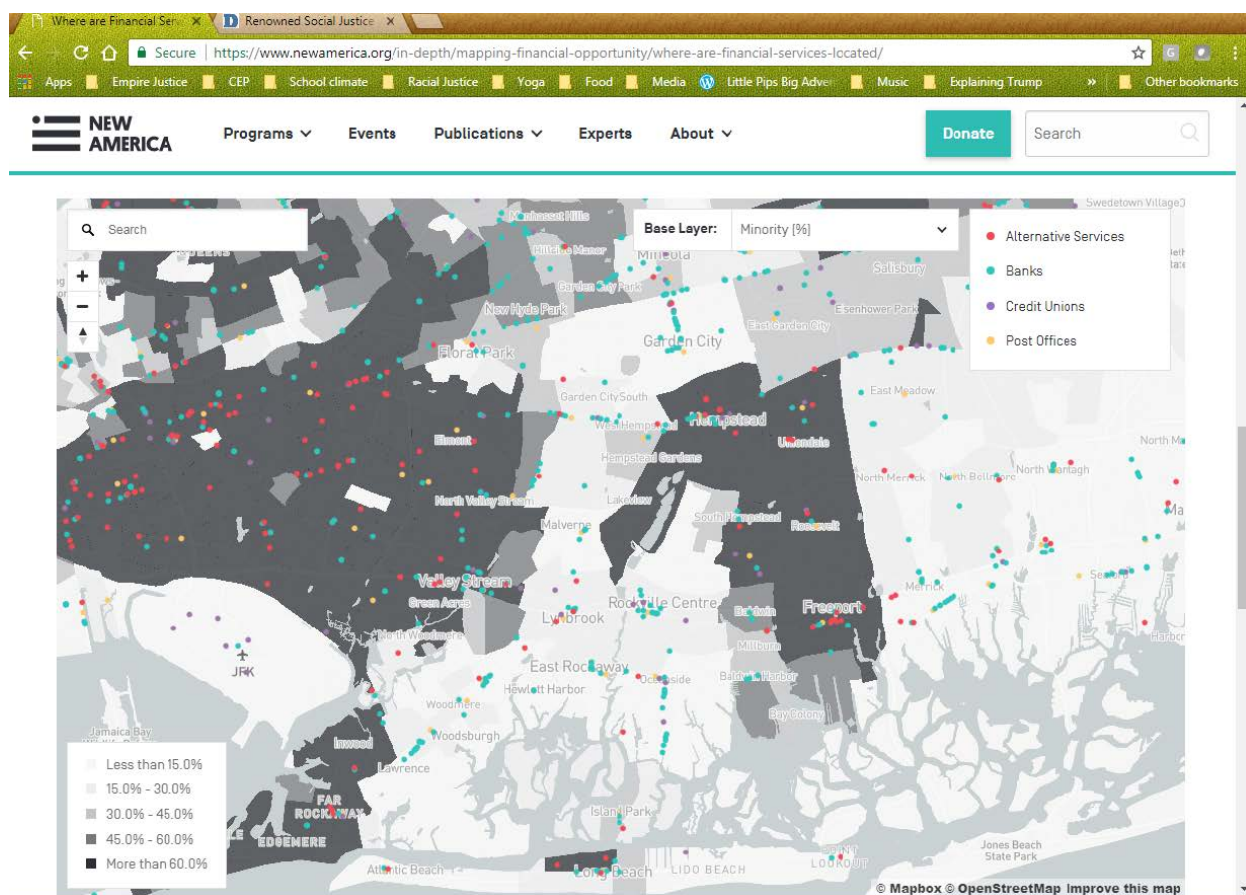 Where are Financial Ser
Renowned Social Justice
Secure | https://www.newamerica.org/in-depth/mapping-financial-opportunity/where-are-financial-services-located/
Apps Empire Justice CEP School climate Racial Justice Yoga Food Media Little Pips Big Adver Music Explaining Trump » Other bookmarks
NEW AMERICA
Programs Events Publications Experts About
Donate
Search
Search
Base Layer: Minority [%]
Alternative Services
Banks
Credit Unions
Post Offices
Swedetown Village
Manhasset Hills
Hillside Manor
Mineola
Salisbury
QUEENS
Garden City Park
New Hyde Park
Eisenhower Park
East Garden City
Floral Park
Garden City
East Meadow
Garden City South
West Hempstead
Hempstead
Elmont
Uniondale
North M
Hempstead Gardens
North Merrick
North Bellmore
North Wantagh
North Valley Stream
Lakeview
Ma
Malverne
South Hempstead
Roosevelt
Valley Stream
Seaford
Green Acres
Rockville Centre
Merrick
Lynbrook
Baldwin
Freeport
Harbor
North Woodmere
Millburn
JFK
East Rockaway
Hewlett Harbor
Oceanside
Baldwin Harbor
Woodmere
Bay Colony
Jamaica Bay
Woodsburgh
Inwood
Lawrence
Less than 15.0%
15.0% - 30.0%
30.0% - 45.0%
45.0% - 60.0%
More than 60.0%
FAR ROCKAWAY
EDGEMERE
Island Park
Atlantic Beach
Long Beach
LIDO BEACH
POINT LOOKOUT
Jones Beach
State Park
© Mapbox © OpenStreetMap Improve this map